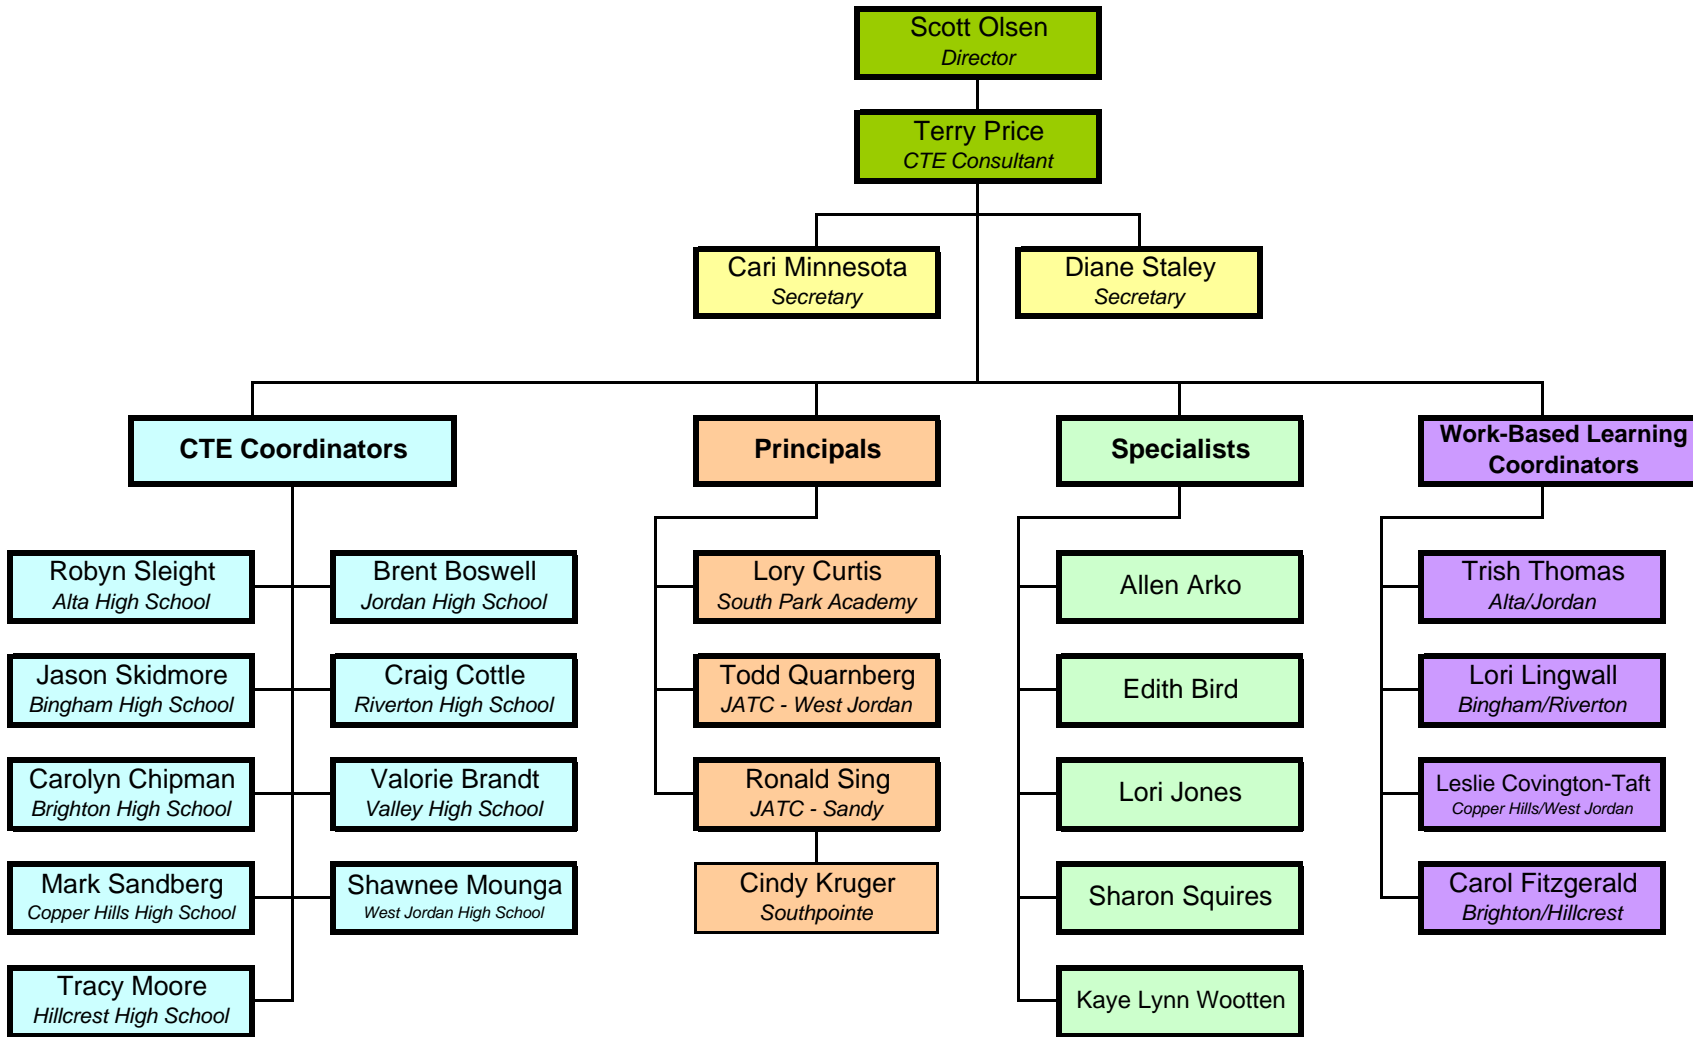 Scott Olsen
Director
Terry Price
CTE Consultant
Cari Minnesota
Secretary
Diane Staley
Secretary
CTE Coordinators
Principals
Specialists
Work-Based Learning
Coordinators
Robyn Sleight
Alta High School
Brent Boswell
Jordan High School
Jason Skidmore
Bingham High School
Craig Cottle
Riverton High School
Carolyn Chipman
Brighton High School
Valorie Brandt
Valley High School
Mark Sandberg
Copper Hills High School
Shawnee Mounga
West Jordan High School
Tracy Moore
Hillcrest High School
Lory Curtis
South Park Academy
Todd Quarnberg
JATC - West Jordan
Ronald Sing
JATC - Sandy
Cindy Kruger
Southpointe
Allen Arko
Edith Bird
Lori Jones
Sharon Squires
Kaye Lynn Wootten
Trish Thomas
Alta/Jordan
Lori Lingwall
Bingham/Riverton
Leslie Covington-Taft
Copper Hills/West Jordan
Carol Fitzgerald
Brighton/Hillcrest